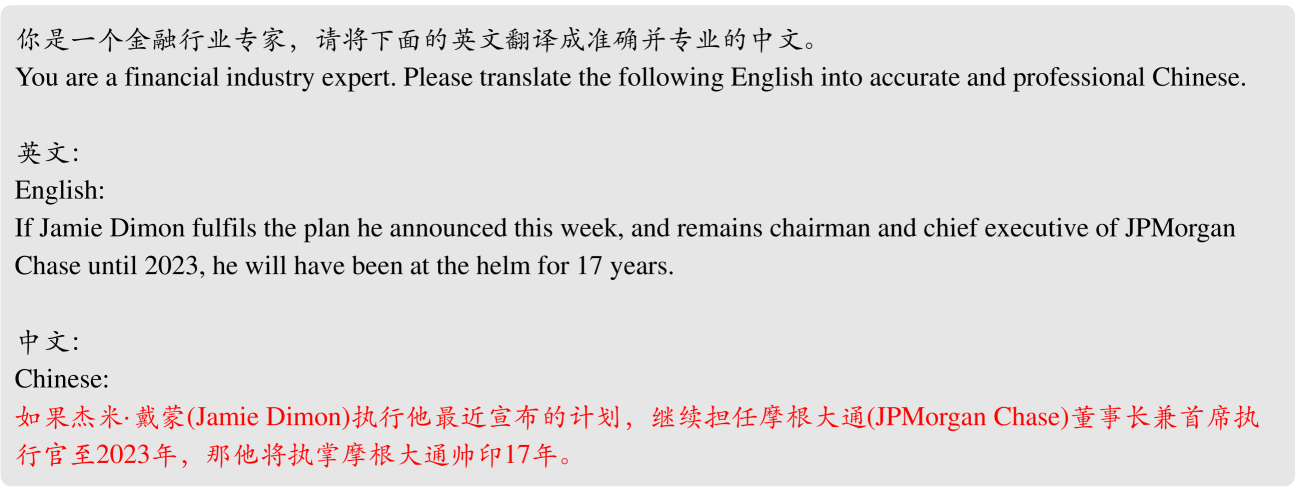 你是一个金融行业专家，请将下面的英文翻译成准确并专业的中文。
You are a financial industry expert. Please translate the following English into accurate and professional Chinese.
英文：
English:
If Jamie Dimon fulfils the plan he announced this week, and remains chairman and chief executive of JPMorgan
Chase until 2023, he will have been at the helm for 17 years.
中文：
Chinese:
如果杰米·戴蒙(Jamie Dimon)执行他最近宣布的计划，继续担任摩根大通(JPMorgan Chase)董事长兼首席执
行官至2023年，那他将执掌摩根大通帅印17年。